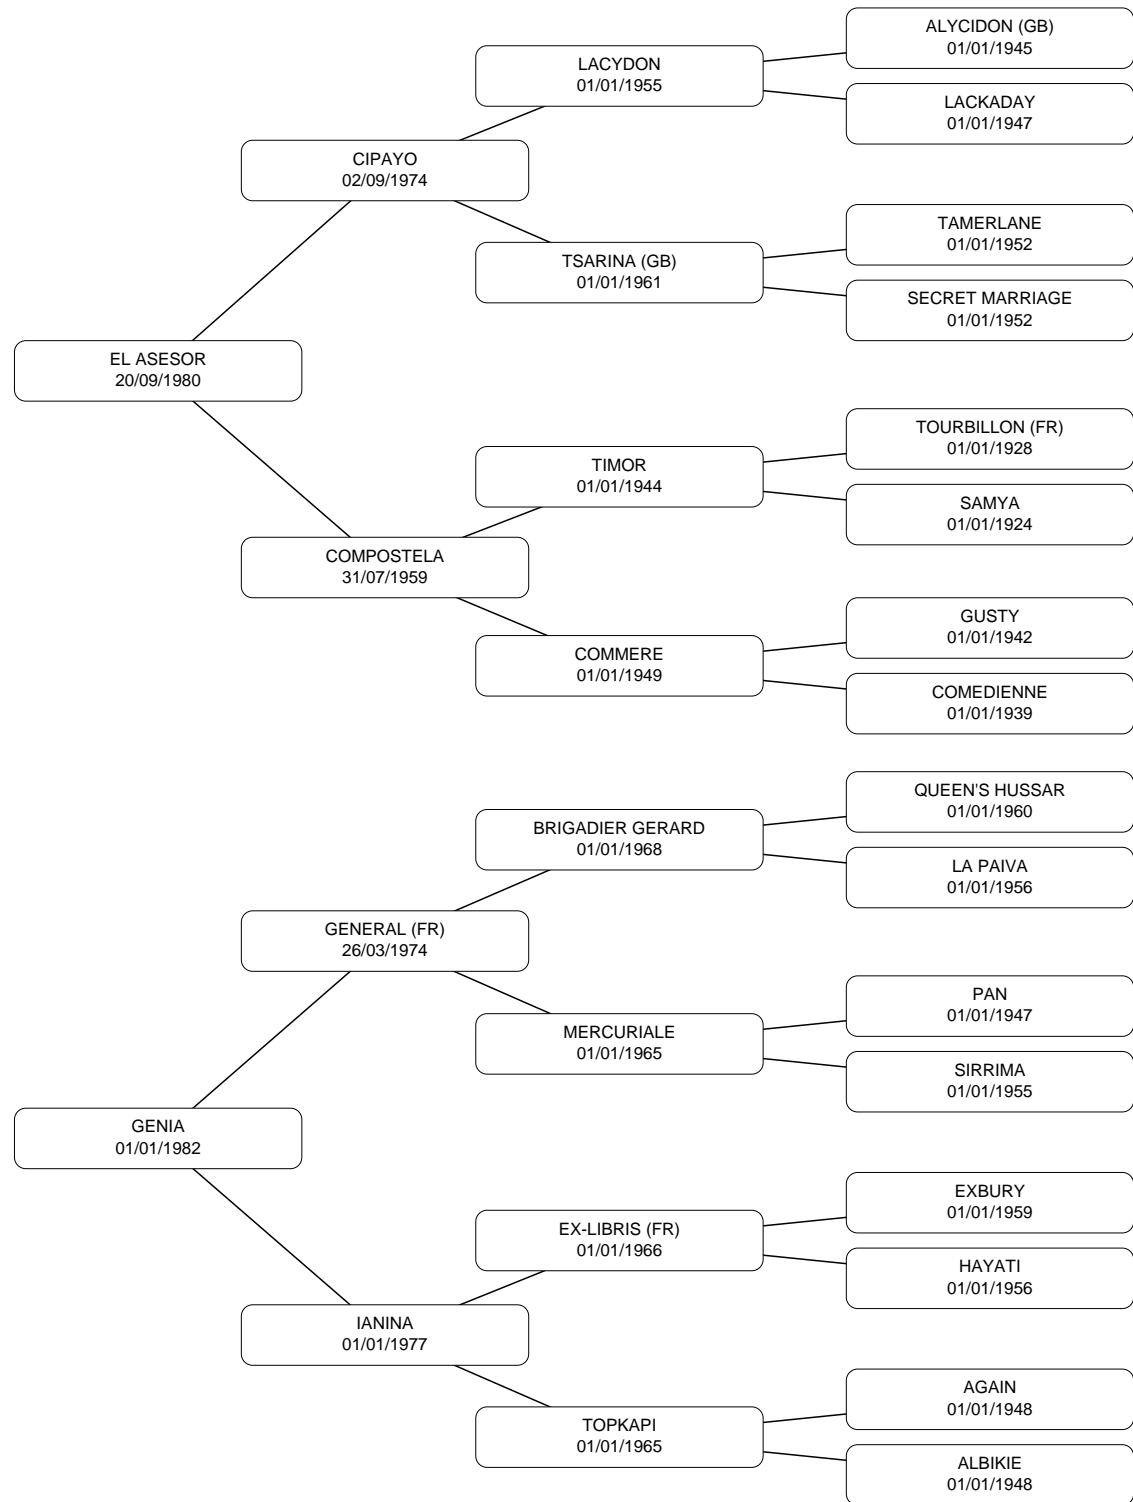 ALYCIDON (GB)
01/01/1945
LACYDON
01/01/1955
LACKADAY
01/01/1947
CIPAYO
02/09/1974
TAMERLANE
01/01/1952
TSARINA (GB)
01/01/1961
SECRET MARRIAGE
01/01/1952
EL ASESOR
20/09/1980
TOURBILLON (FR)
01/01/1928
TIMOR
01/01/1944
SAMYA
01/01/1924
COMPOSTELA
31/07/1959
GUSTY
01/01/1942
COMMERE
01/01/1949
COMEDIENNE
01/01/1939
QUEEN'S HUSSAR
01/01/1960
BRIGADIER GERARD
01/01/1968
LA PAIVA
01/01/1956
GENERAL (FR)
26/03/1974
PAN
01/01/1947
MERCURIALE
01/01/1965
SIRRIMA
01/01/1955
GENIA
01/01/1982
EXBURY
01/01/1959
EX-LIBRIS (FR)
01/01/1966
HAYATI
01/01/1956
IANINA
01/01/1977
AGAIN
01/01/1948
TOPKAPI
01/01/1965
ALBIKIE
01/01/1948